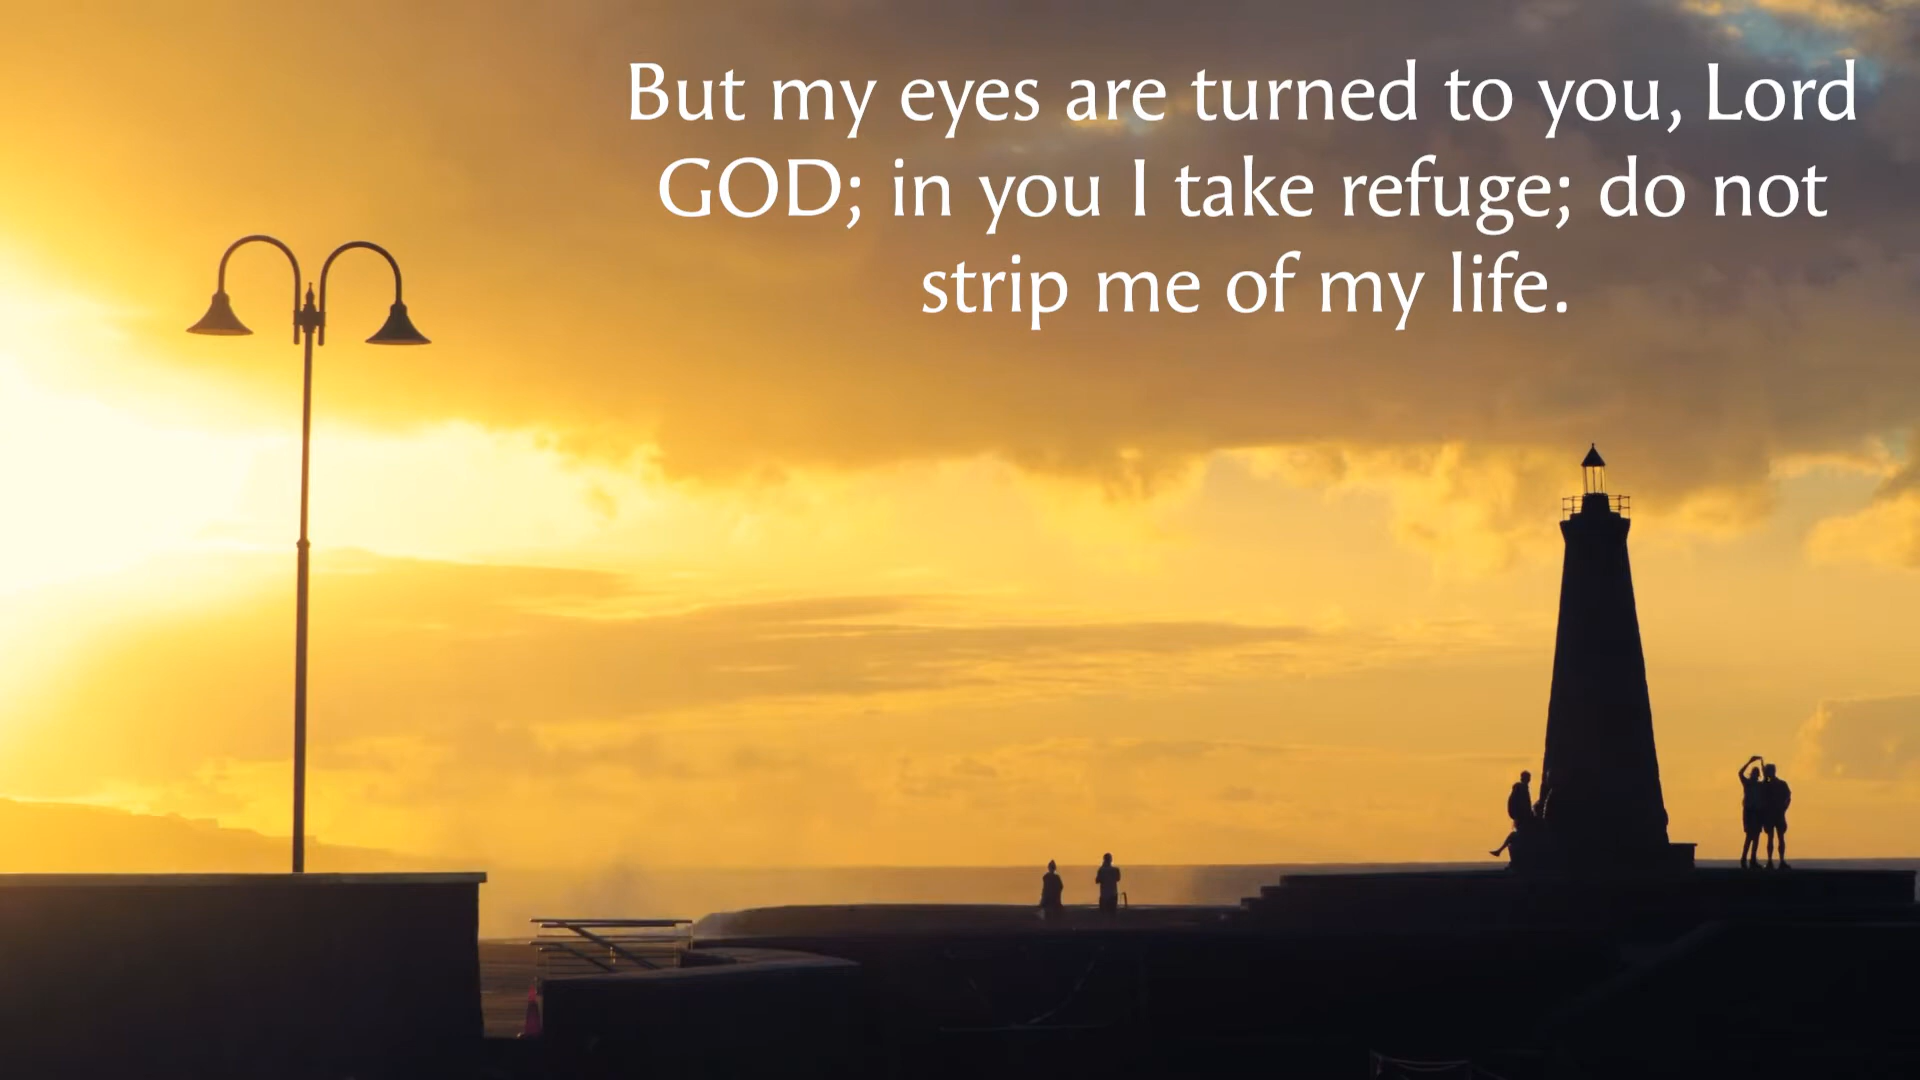 But my eyes are turned to you, Lord
GOD; in you I take refuge; do not
strip me of my life.